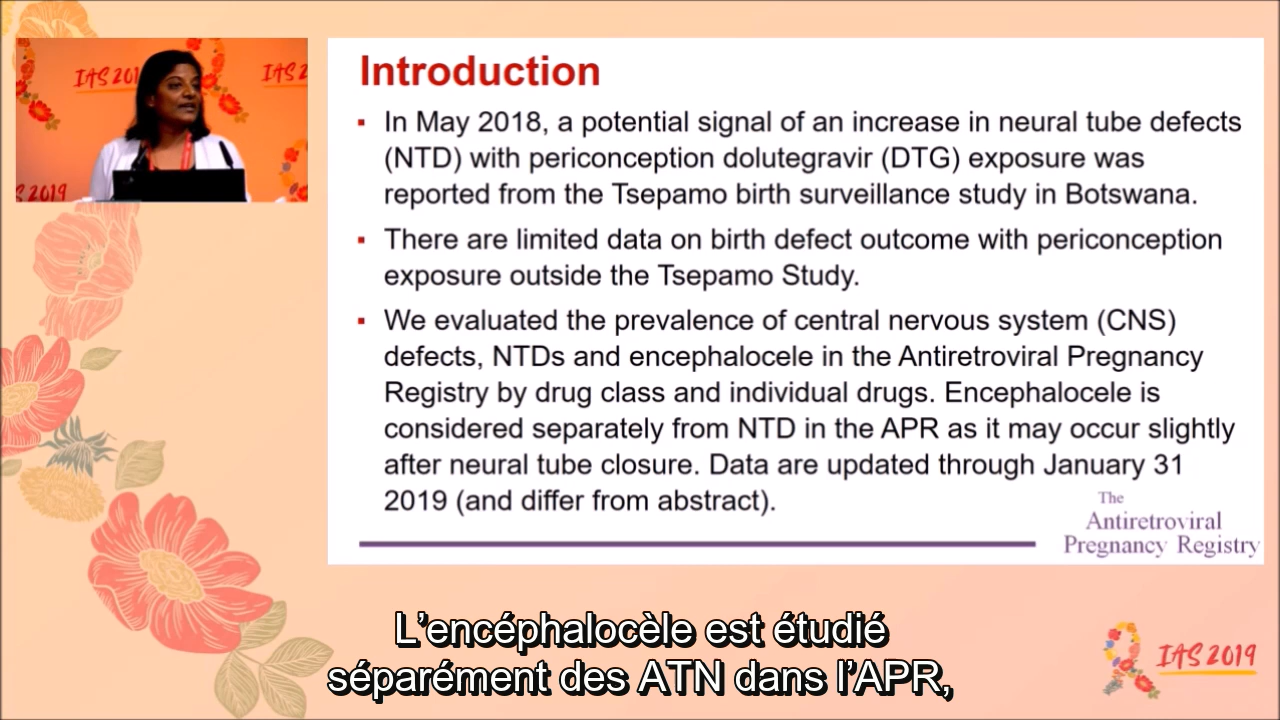 IAS 201
IAS 2
S 2019
Introduction
▪ In May 2018, a potential signal of an increase in neural tube defects
(NTD) with periconception dolutegravir (DTG) exposure was
reported from the Tsepamo birth surveillance study in Botswana.
▪ There are limited data on birth defect outcome with periconception
exposure outside the Tsepamo Study.
▪ We evaluated the prevalence of central nervous system (CNS)
defects, NTDs and encephalocele in the Antiretroviral Pregnancy
Registry by drug class and individual drugs. Encephalocele is
considered separately from NTD in the APR as it may occur slightly
after neural tube closure. Data are updated through January 31
2019 (and differ from abstract).
The
Antiretroviral
Pregnancy Registry
L’encéphalocèle est étudié
séparément des ATN dans l’APR,
IAS 2019